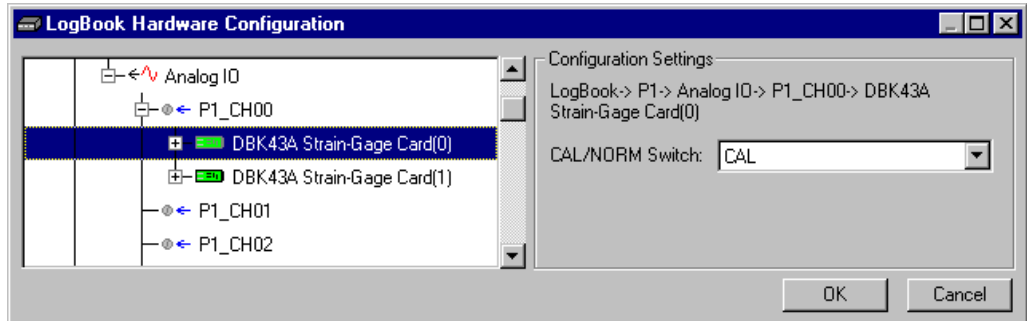 LogBook Hardware Configuration
Analog IO
P1_CH00
DBK43A Strain-Gage Card(0)
DBK43A Strain-Gage Card(1)
P1_CH01
P1_CH02
Configuration Settings
LogBook-> P1-> Analog IO-> P1_CH00-> DBK43A
Strain-Gage Card(0)
CAL/NORM Switch: CAL
OK Cancel